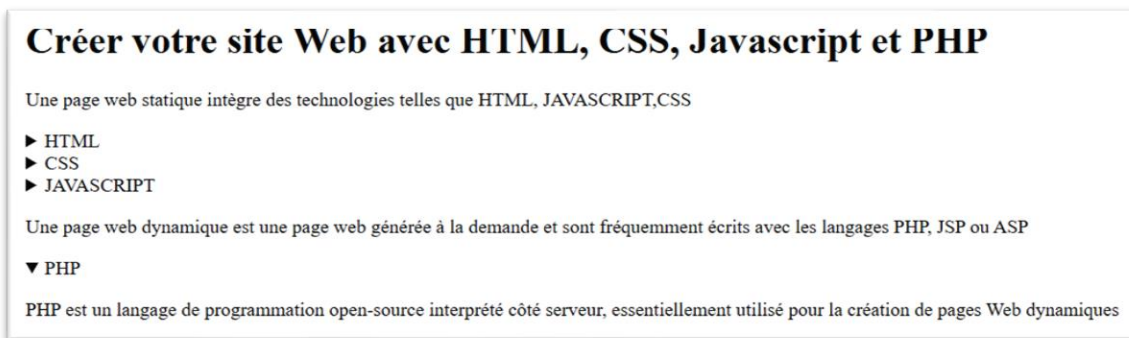 Créer votre site Web avec HTML, CSS, Javascript et PHP
Une page web statique intègre des technologies telles que HTML, JAVASCRIPT,CSS
▶ HTML
▶ CSS
▶ JAVASCRIPT
Une page web dynamique est une page web générée à la demande et sont fréquemment écrits avec les langages PHP, JSP ou ASP
▼ PHP
PHP est un langage de programmation open-source interprété côté serveur, essentiellement utilisé pour la création de pages Web dynamiques